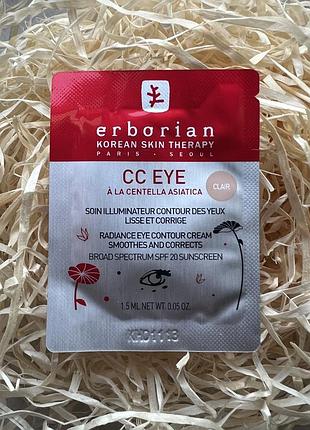 erborian
KOREAN SKIN THERAPY
PARIS - SEOUL
CC EYE
À LA CENTELLA ASIATICA
CLAIR
SOIN ILLUMINATEUR CONTOUR DES YEUX
LISSE ET CORRIGE
RADIANCE EYE CONTOUR CREAM
SMOOTHES AND CORRECTS
BROAD SPECTRUM SPF 20 SUNSCREEN
1.5 ML NET WT. 0.05 OZ.